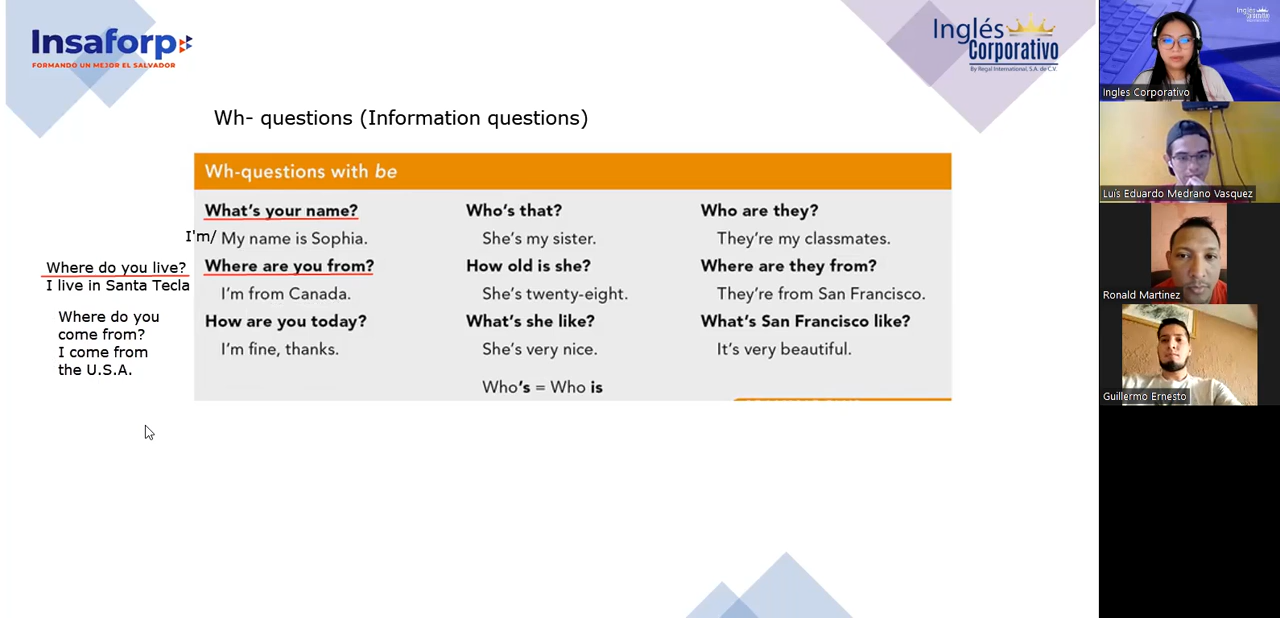 Insaforp
FORMANDO UN MEJOR EL SALVADOR
Inglés
Corporativo
By Regal International, S.A. de C.V.
Wh- questions (Information questions)
Wh-questions with be
What's your name?
I'm/ My name is Sophia.
Where are you from?
I'm from Canada.
How are you today?
I'm fine, thanks.
Who's that?
She's my sister.
How old is she?
She's twenty-eight.
What's she like?
She's very nice.
Who's = Who is
Who are they?
They're my classmates.
Where are they from?
They're from San Francisco.
What's San Francisco like?
It's very beautiful.
Where do you live?
I live in Santa Tecla
Where do you
come from?
I come from
the U.S.A.
Inglés
Corporativo
Ingles Corporativo
Luís Eduardo Medrano Vasquez
Ronald Martinez
Guillermo Ernesto